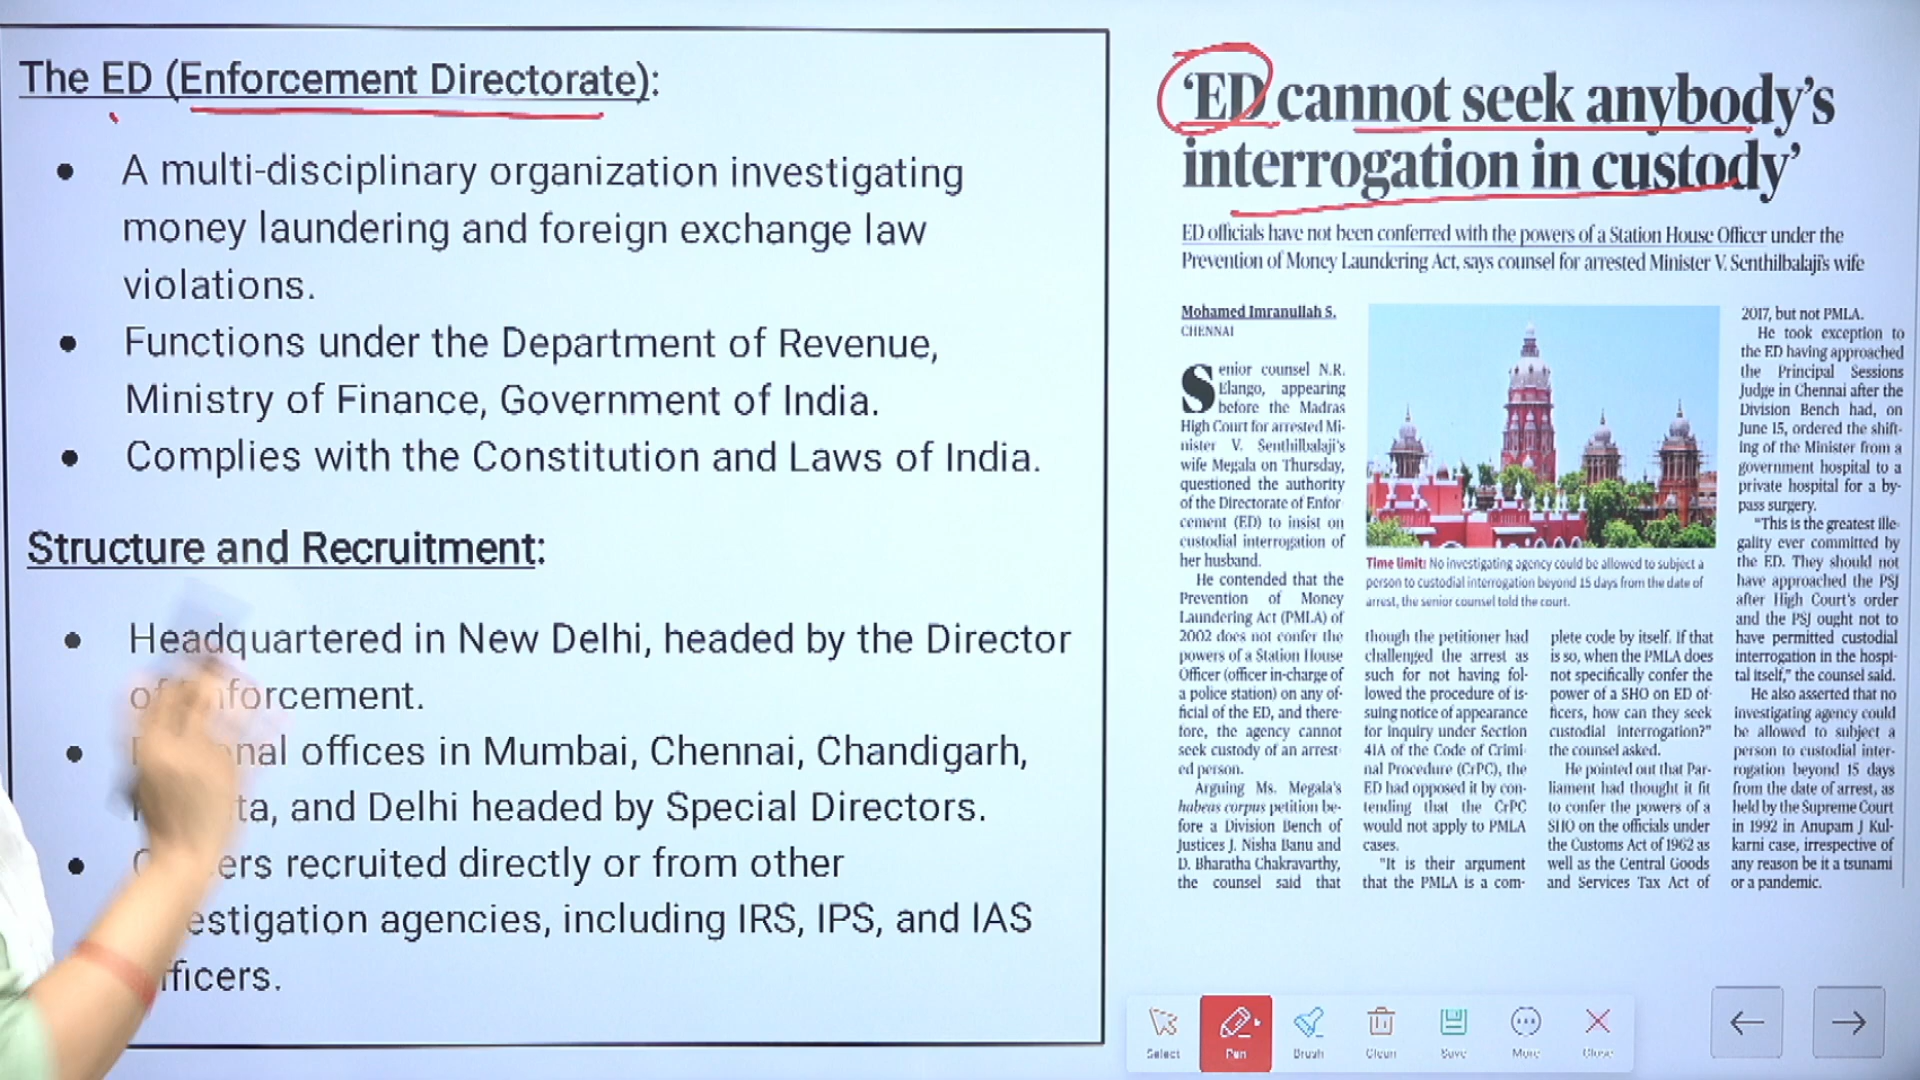 The ED (Enforcement Directorate):
• A multi-disciplinary organization investigating
money laundering and foreign exchange law
violations.
• Functions under the Department of Revenue,
Ministry of Finance, Government of India.
• Complies with the Constitution and Laws of India.
Structure and Recruitment:
• Headquartered in New Delhi, headed by the Director
forcement.
nal offices in Mumbai, Chennai, Chandigarh,
ta, and Delhi headed by Special Directors.
ers recruited directly or from other
estigation agencies, including IRS, IPS, and IAS
fficers.
‘ED cannot seek anybody’s
interrogation in custody’
ED officials have not been conferred with the powers of a Station House Officer under the
Prevention of Money Laundering Act, says counsel for arrested Minister V. Senthilbalaji’s wife
Mohamed Imranullah S.
CHENNAI
Senior counsel N.R.
Elango, appearing
before the Madras
High Court for arrested Mi-
nister V. Senthilbalaji’s
wife Megala on Thursday,
questioned the authority
of the Directorate of Enfor-
cement (ED) to insist on
custodial interrogation of
her husband.
He contended that the
Prevention of Money
Laundering Act (PMLA) of
2002 does not confer the
powers of a Station House
Officer (officer in-charge of
a police station) on any of-
ficial of the ED, and there-
fore, the agency cannot
seek custody of an arrest-
ed person.
Arguing Ms. Megala’s
habeas corpus petition be-
fore a Division Bench of
Justices J. Nisha Banu and
D. Bharatha Chakravarthy,
the counsel said that
Time limit: No investigating agency could be allowed to subject a
person to custodial interrogation beyond 15 days from the date of
arrest, the senior counsel told the court.
though the petitioner had
challenged the arrest as
such for not having fol-
lowed the procedure of is-
suing notice of appearance
for inquiry under Section
41A of the Code of Crimi-
nal Procedure (CrPC), the
ED had opposed it by con-
tending that the CrPC
would not apply to PMLA
cases.
“It is their argument
that the PMLA is a com-
plete code by itself. If that
is so, when the PMLA does
not specifically confer the
power of a SHO on ED of-
ficers, how can they seek
custodial interrogation?”
the counsel asked.
He pointed out that Par-
liament had thought it fit
to confer the powers of a
SHO on the officials under
the Customs Act of 1962 as
well as the Central Goods
and Services Tax Act of
2017, but not PMLA.
He took exception to
the ED having approached
the Principal Sessions
Judge in Chennai after the
Division Bench had, on
June 15, ordered the shift-
ing of the Minister from a
government hospital to a
private hospital for a by-
pass surgery.
“This is the greatest ille-
gality ever committed by
the ED. They should not
have approached the PSJ
after High Court’s order
and the PSJ ought not to
have permitted custodial
interrogation in the hospi-
tal itself,” the counsel said.
He also asserted that no
investigating agency could
be allowed to subject a
person to custodial inter-
rogation beyond 15 days
from the date of arrest, as
held by the Supreme Court
in 1992 in Anupam J Kul-
karni case, irrespective of
any reason be it a tsunami
or a pandemic.
Select Pen Brush Clean Save More Close